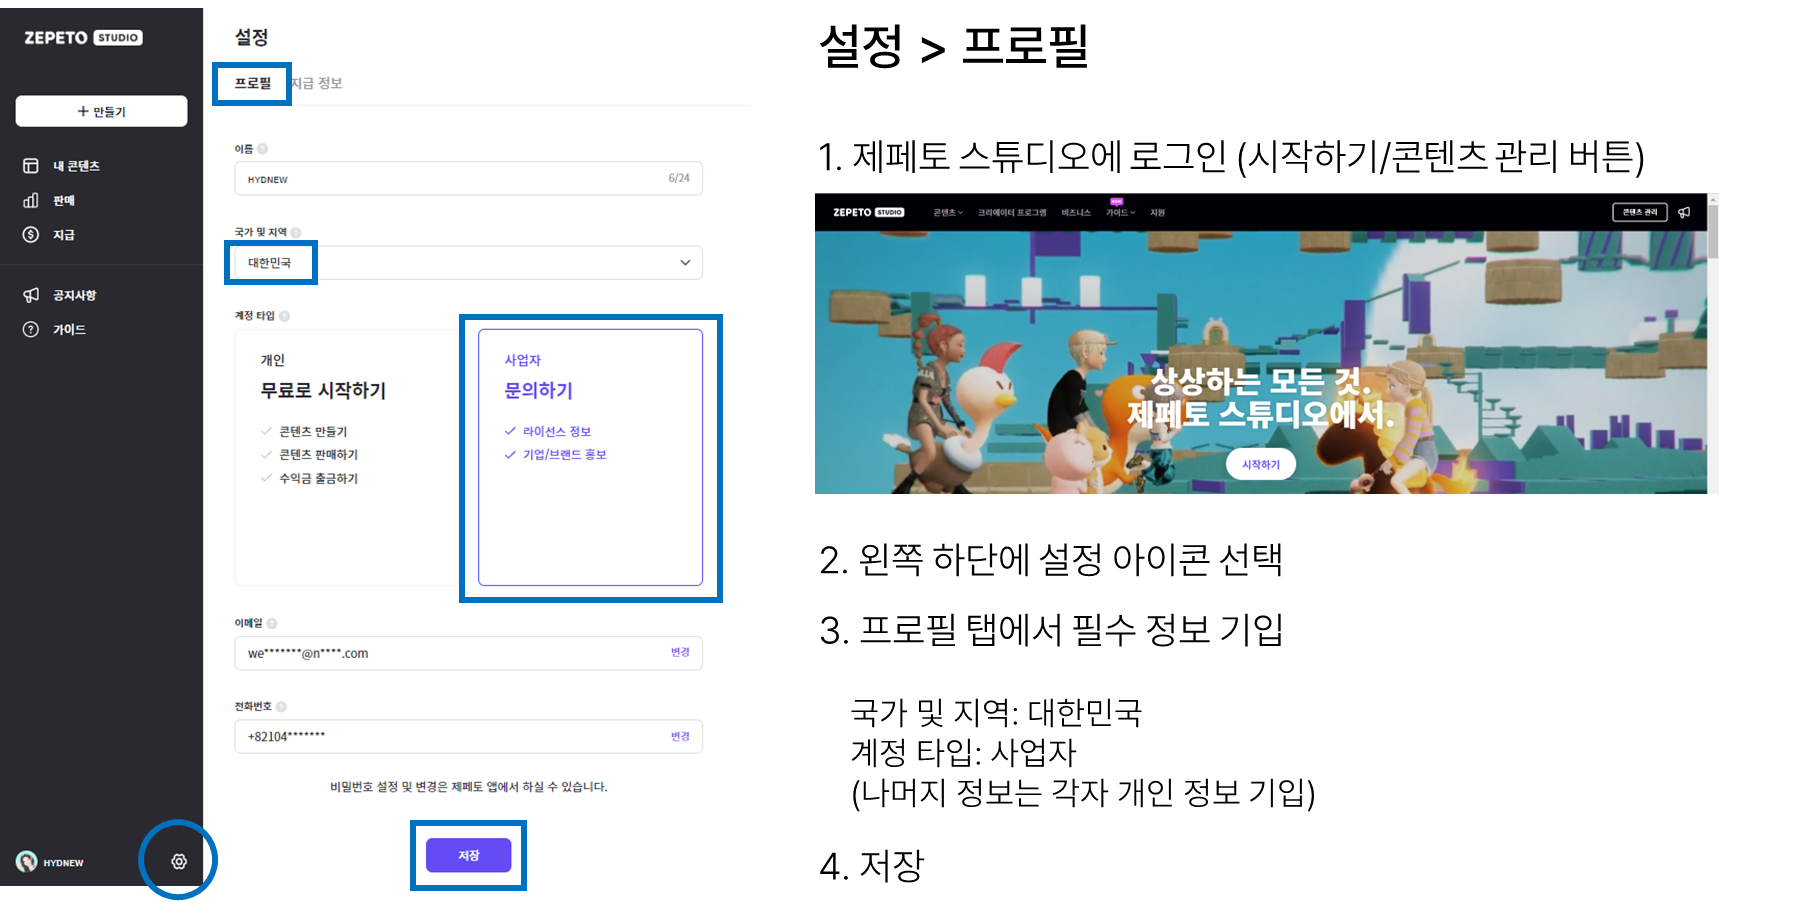 ZEPETO STUDIO
+ 만들기
내 콘텐츠
판매
지급
공지사항
가이드
HYDNEW
설정
프로필
지급 정보
이름 ?
HYDNEW
6/24
국가 및 지역 ?
대한민국
계정 타입 ?
개인
무료로 시작하기
콘텐츠 만들기
콘텐츠 판매하기
수익금 출금하기
사업자
문의하기
라이선스 정보
기업/브랜드 홍보
이메일 ?
we*******@n****.com
변경
전화번호 ?
+82104*******
변경
비밀번호 설정 및 변경은 제페토 앱에서 하실 수 있습니다.
저장
설정 > 프로필
1. 제페토 스튜디오에 로그인 (시작하기/콘텐츠 관리 버튼)
ZEPETO STUDIO
콘텐츠
크리에이터 프로그램
비즈니스
NEW
가이드
지원
콘텐츠 관리
상상하는 모든 것.
제페토 스튜디오에서.
시작하기
2. 왼쪽 하단에 설정 아이콘 선택
3. 프로필 탭에서 필수 정보 기입
국가 및 지역: 대한민국
계정 타입: 사업자
(나머지 정보는 각자 개인 정보 기입)
4. 저장